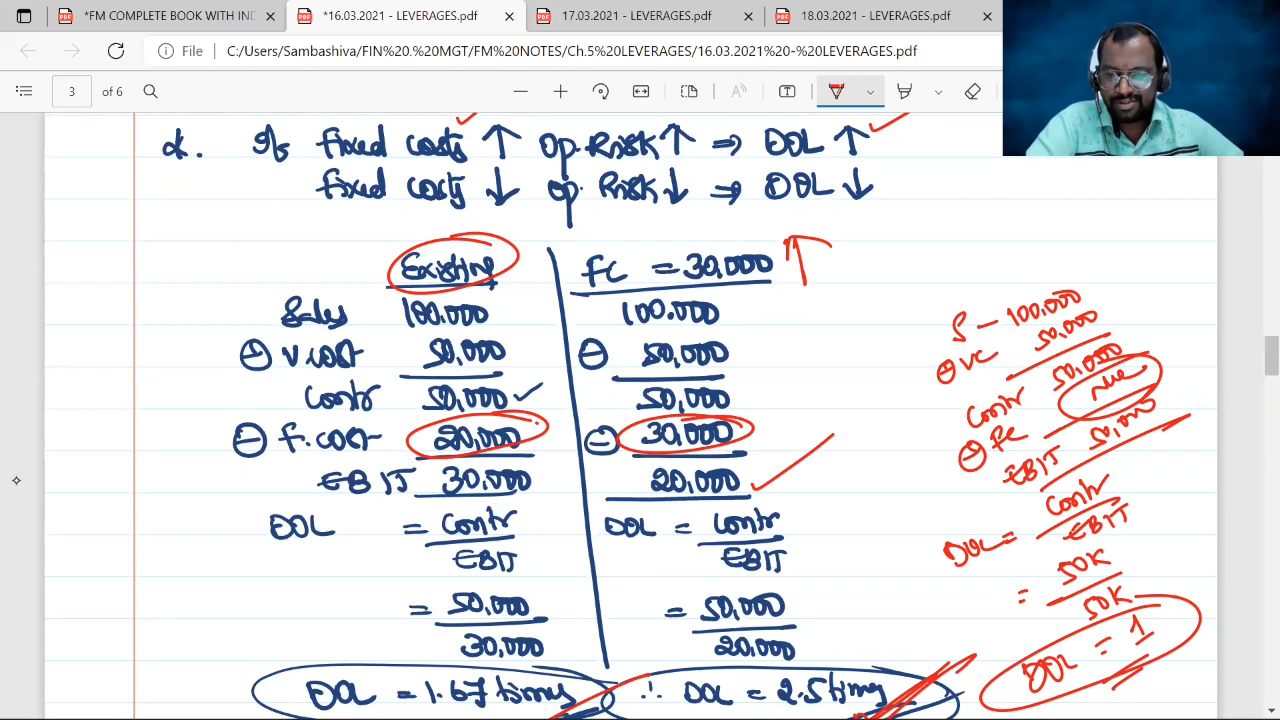 *FM COMPLETE BOOK WITH IND
*16.03.2021 - LEVERAGES.pdf
17.03.2021 - LEVERAGES.pdf
18.03.2021 - LEVERAGES.pdf
File
C:/Users/Sambashiva/FIN%20.%20MGT/FM%20NOTES/Ch.5%20LEVERAGES/16.03.2021%20-%20LEVERAGES.pdf
3 of 6
2. If fixed costs ↑ Op. Risk ↑ ⇒ DOL ↑
fixed costs ↓ op Risk ↓ ⇒ DOL ↓
Existing
Sales 100.000
⊖ V cost 50,000
Contr 50,000
⊖ f. cost 20,000
EBIT 30,000
DOL = Contr
EBIT
= 50,000
30,000
DOL = 1.67 times
FC = 30,000
100.000
⊖ 50,000
50,000
⊖ 30,000
20,000
DOL = Contr
EBIT
= 50,000
20,000
∴ DOL = 2.5 times
S - 100,000
⊖ VC 50,000
Contr 50,000
⊖ FC
EBIT 50,000
DOL = Contr
EBIT
= 50K
50K
DOL = 1